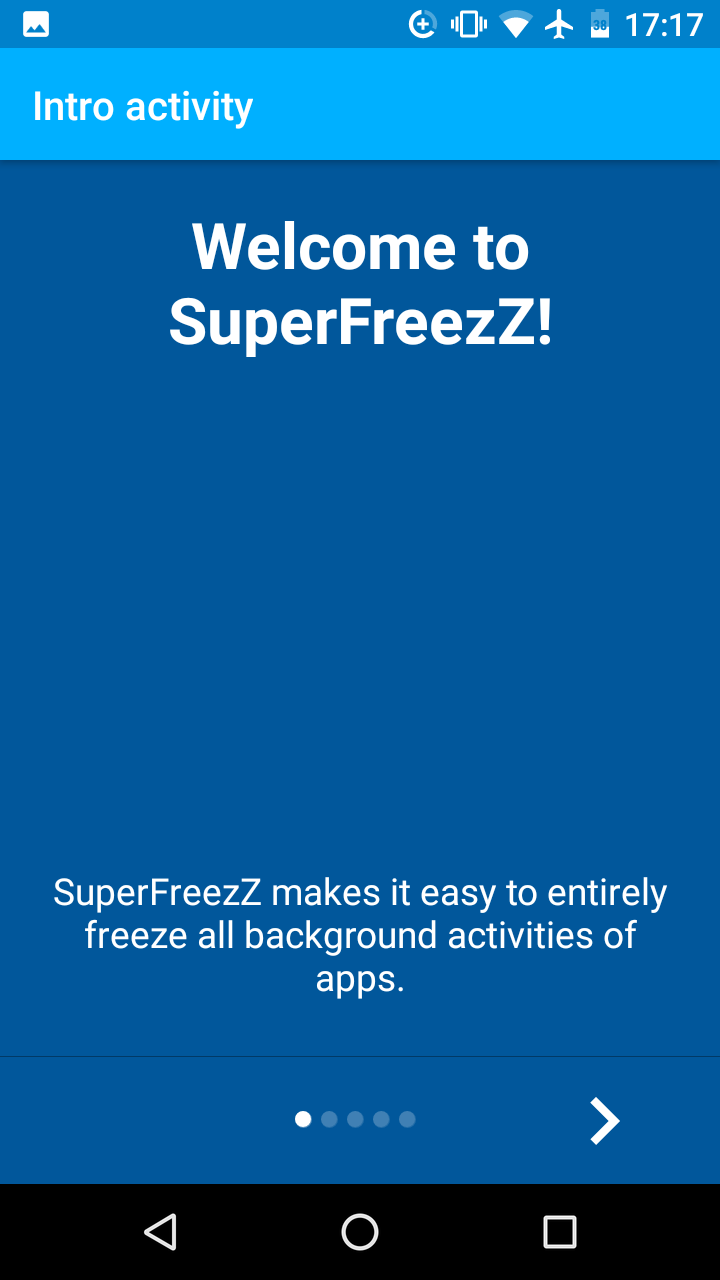 38 17:17
Intro activity
Welcome to
SuperFreezZ!
SuperFreezZ makes it easy to entirely
freeze all background activities of
apps.